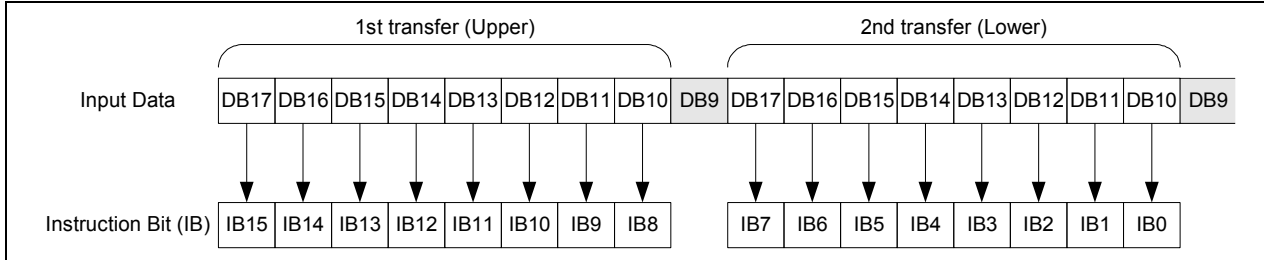 1st transfer (Upper) 2nd transfer (Lower)
Input Data DB17 DB16 DB15 DB14 DB13 DB12 DB11 DB10 DB9 DB17 DB16 DB15 DB14 DB13 DB12 DB11 DB10 DB9
Instruction Bit (IB) IB15 IB14 IB13 IB12 IB11 IB10 IB9 IB8 IB7 IB6 IB5 IB4 IB3 IB2 IB1 IB0